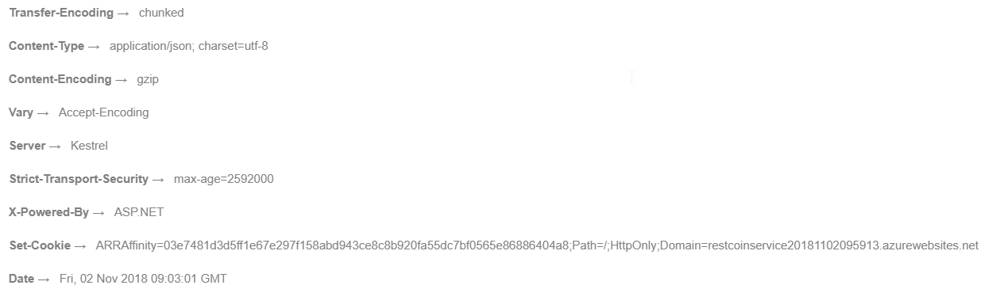 Transfer-Encoding → chunked
Content-Type → application/json; charset=utf-8
Content-Encoding → gzip
Vary → Accept-Encoding
Server → Kestrel
Strict-Transport-Security → max-age=2592000
X-Powered-By → ASP.NET
Set-Cookie → ARRAffinity=03e7481d3d5ff1e67e297f158abd943ce8c8b920fa55dc7bf0565e86886404a8;Path=/;HttpOnly;Domain=restcoinservice20181102095913.azurewebsites.net
Date → Fri, 02 Nov 2018 09:03:01 GMT